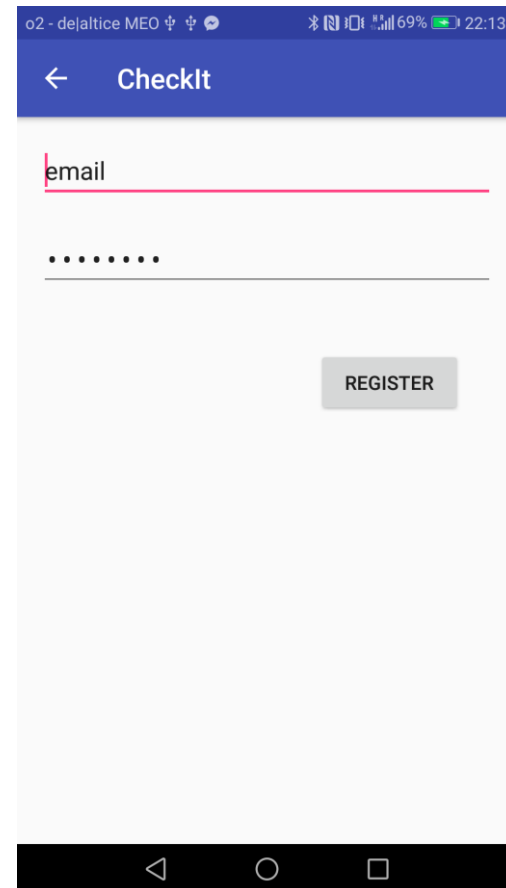 o2 - de|altice MEO 69% 22:13
CheckIt
email
••••••••
REGISTER